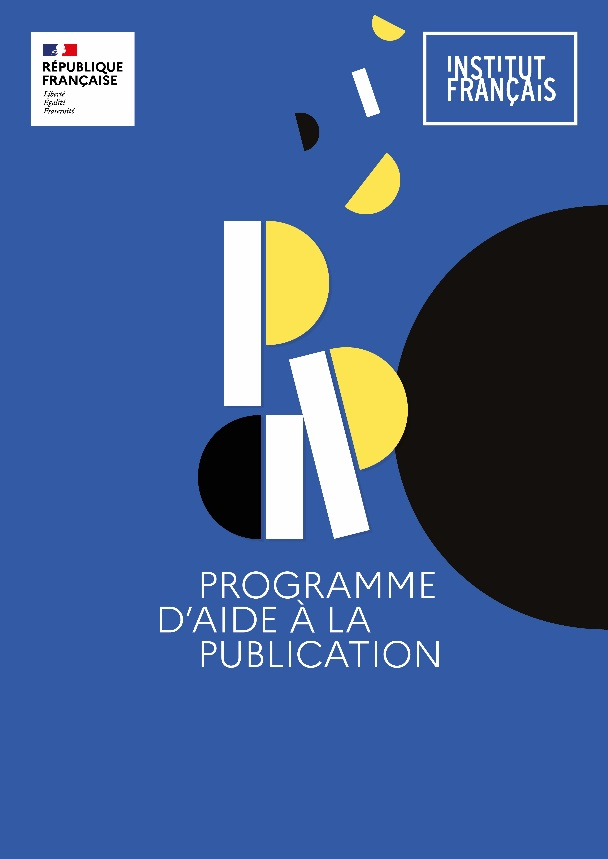 RÉPUBLIQUE
FRANÇAISE
Liberté
Égalité
Fraternité
INSTITUT
FRANÇAIS
PROGRAMME
D'AIDE À LA
PUBLICATION